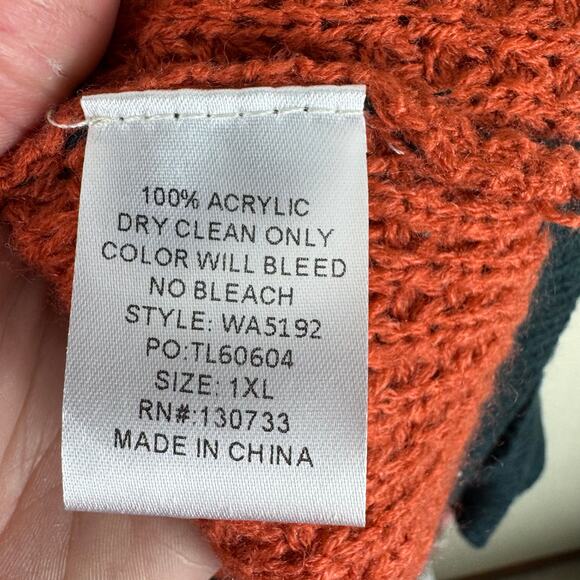 100% ACRYLIC
DRY CLEAN ONLY
COLOR WILL BLEED
NO BLEACH
STYLE: WA5192
PO:TL60604
SIZE: 1XL
RN#:130733
MADE IN CHINA